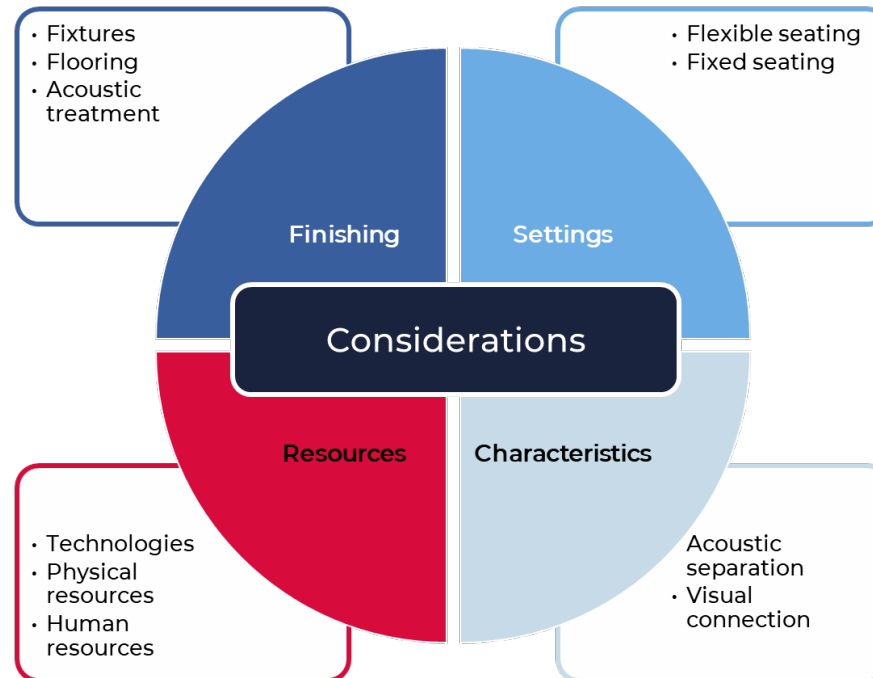 • Fixtures
• Flooring
• Acoustic
treatment
• Flexible seating
• Fixed seating
Finishing
Settings
Considerations
Resources
Characteristics
• Technologies
• Physical
resources
• Human
resources
Acoustic
separation
• Visual
connection